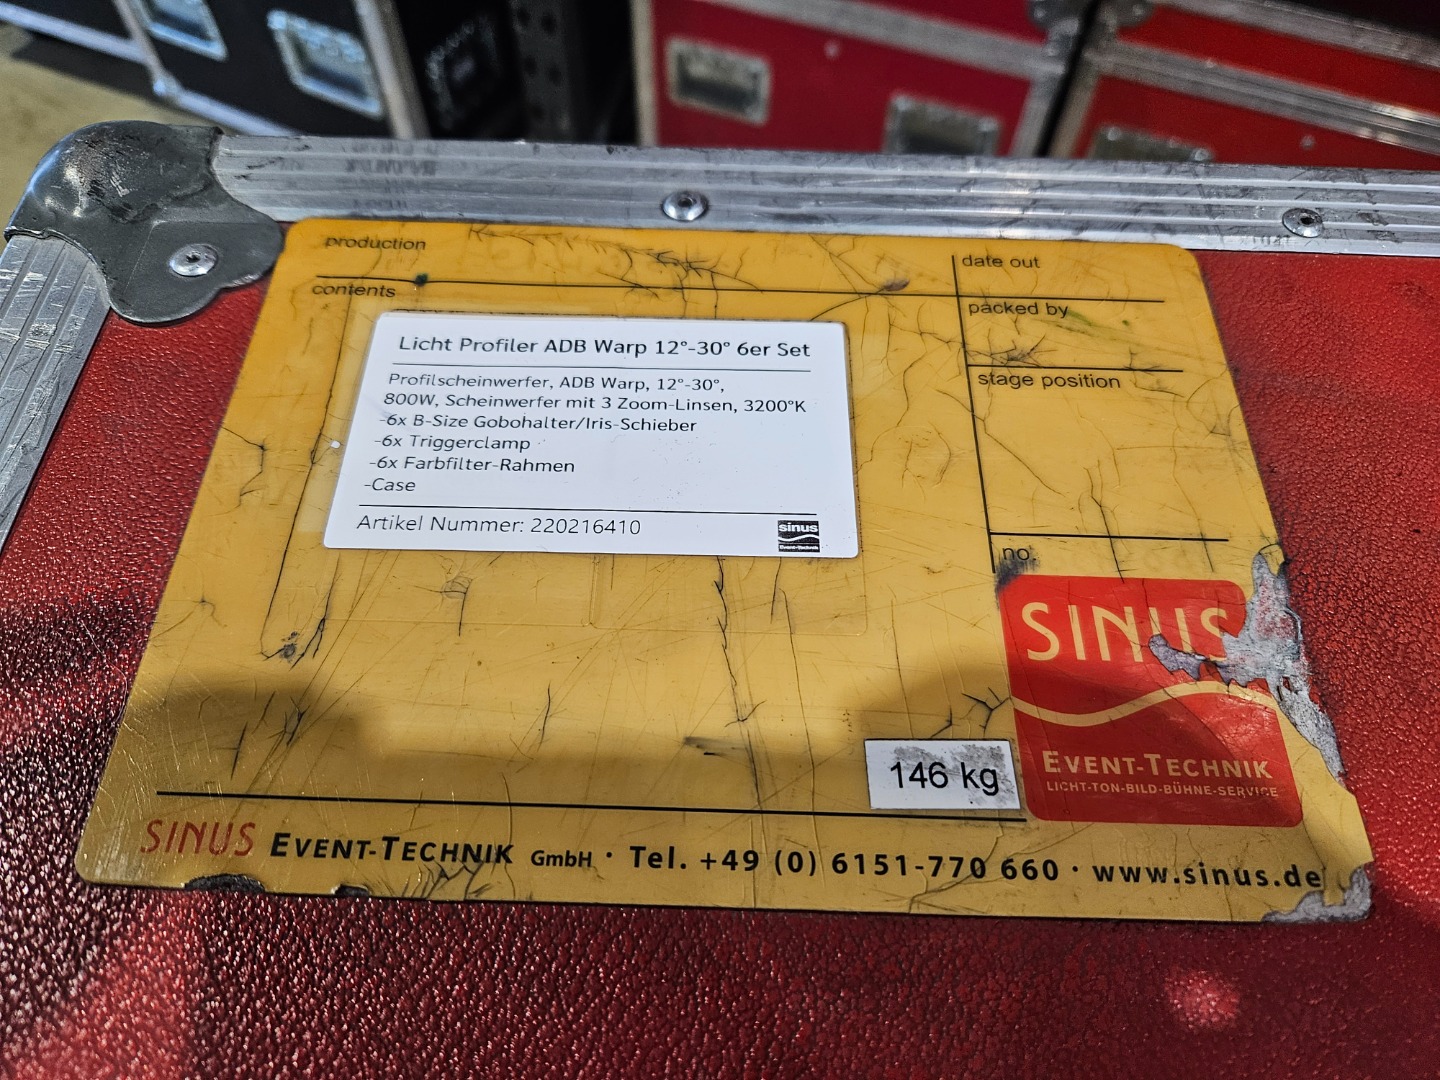 production
date out
contents
packed by
stage position
Licht Profiler ADB Warp 12°-30° 6er Set
Profilscheinwerfer, ADB Warp, 12°-30°,
800W, Scheinwerfer mit 3 Zoom-Linsen, 3200°K
-6x B-Size Gobohalter/Iris-Schieber
-6x Triggerclamp
-6x Farbfilter-Rahmen
-Case
Artikel Nummer: 220216410
sinus
Event-Technik
no.
SINUS
EVENT-TECHNIK
LICHT-TON-BILD-BÜHNE-SERVICE
146 kg
SINUS EVENT-TECHNIK GmbH · Tel. +49 (0) 6151-770 660 · www.sinus.de